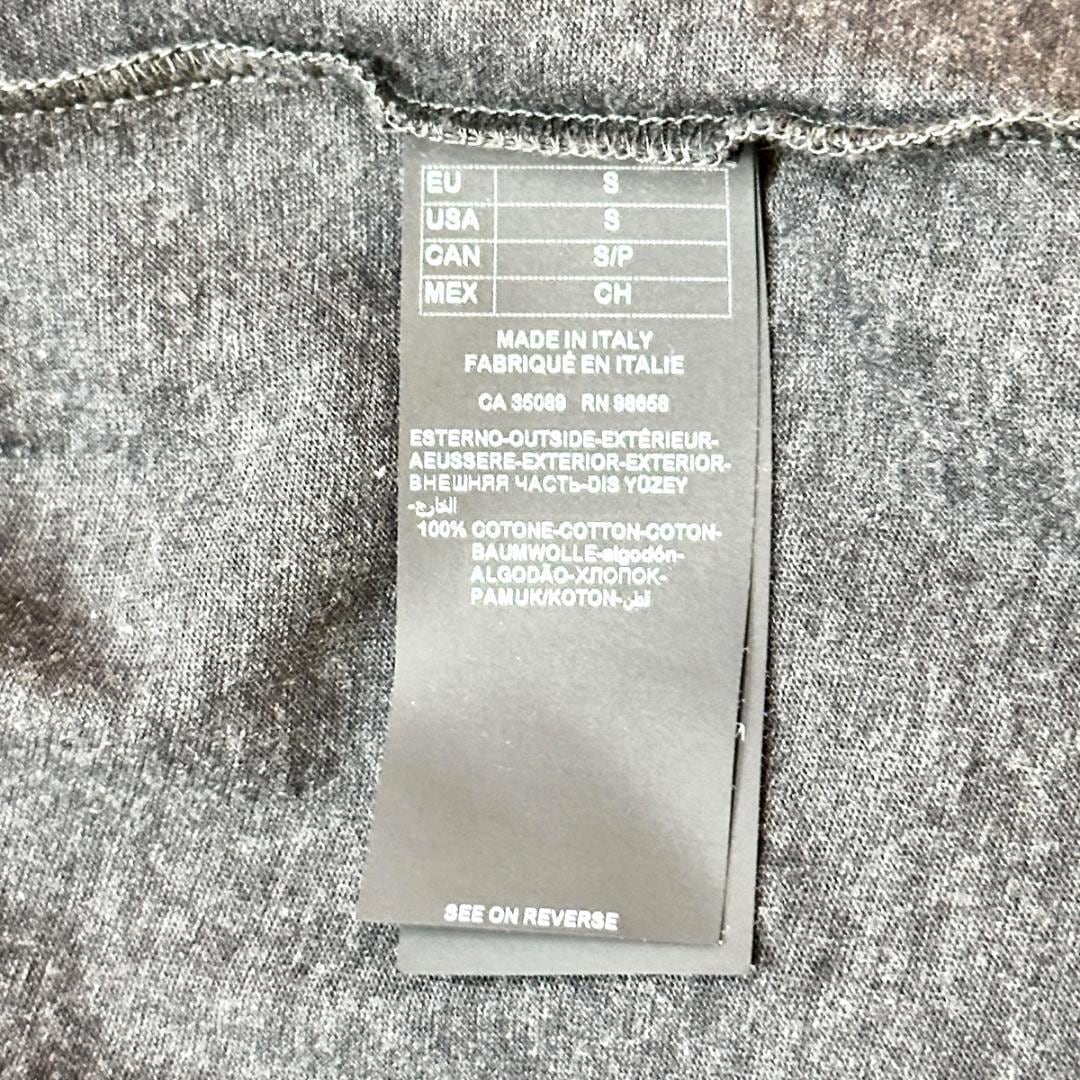 EU S
USA S
CAN S/P
MEX CH
MADE IN ITALY
FABRIQUÉ EN ITALIE
CA 35089 RN 98658
ESTERNO-OUTSIDE-EXTÉRIEUR-
AEUSSERE-EXTERIOR-EXTERIOR-
ВНЕШНЯЯ ЧАСТЬ-DIS YÜZEY
-الخارج
100% COTONE-COTTON-COTON-
BAUMWOLLE-algodón-
ALGODÃO-ХЛОПОК-
PAMUK/KOTON-قطن
SEE ON REVERSE